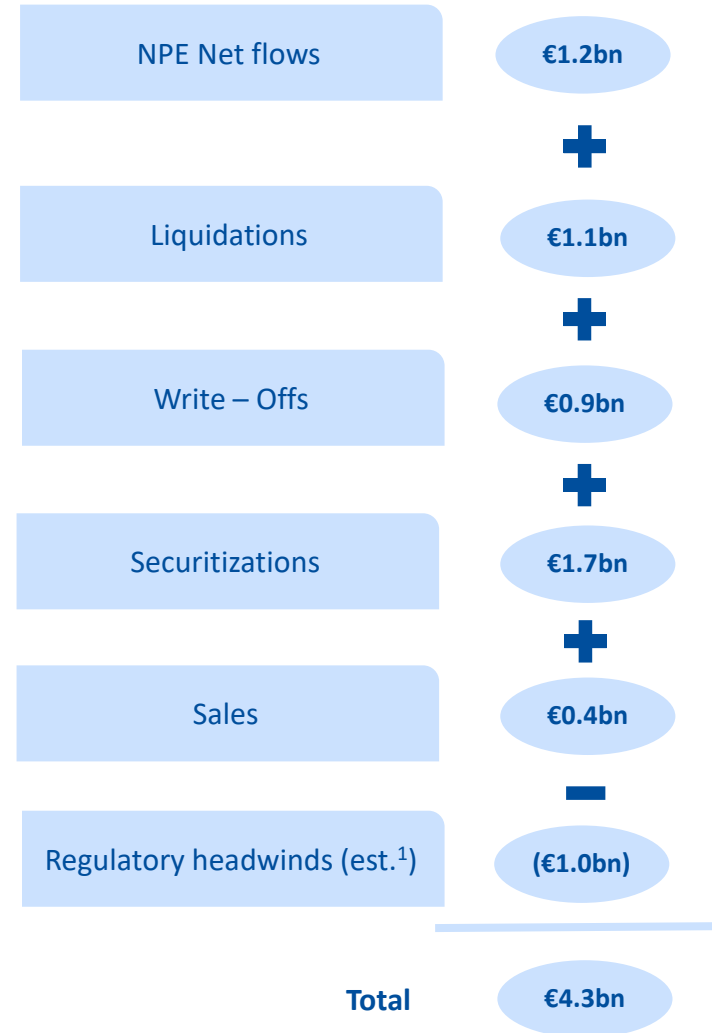 NPE Net flows €1.2bn
+
Liquidations €1.1bn
+
Write – Offs €0.9bn
+
Securitizations €1.7bn
+
Sales €0.4bn
-
Regulatory headwinds (est.¹) (€1.0bn)
Total €4.3bn